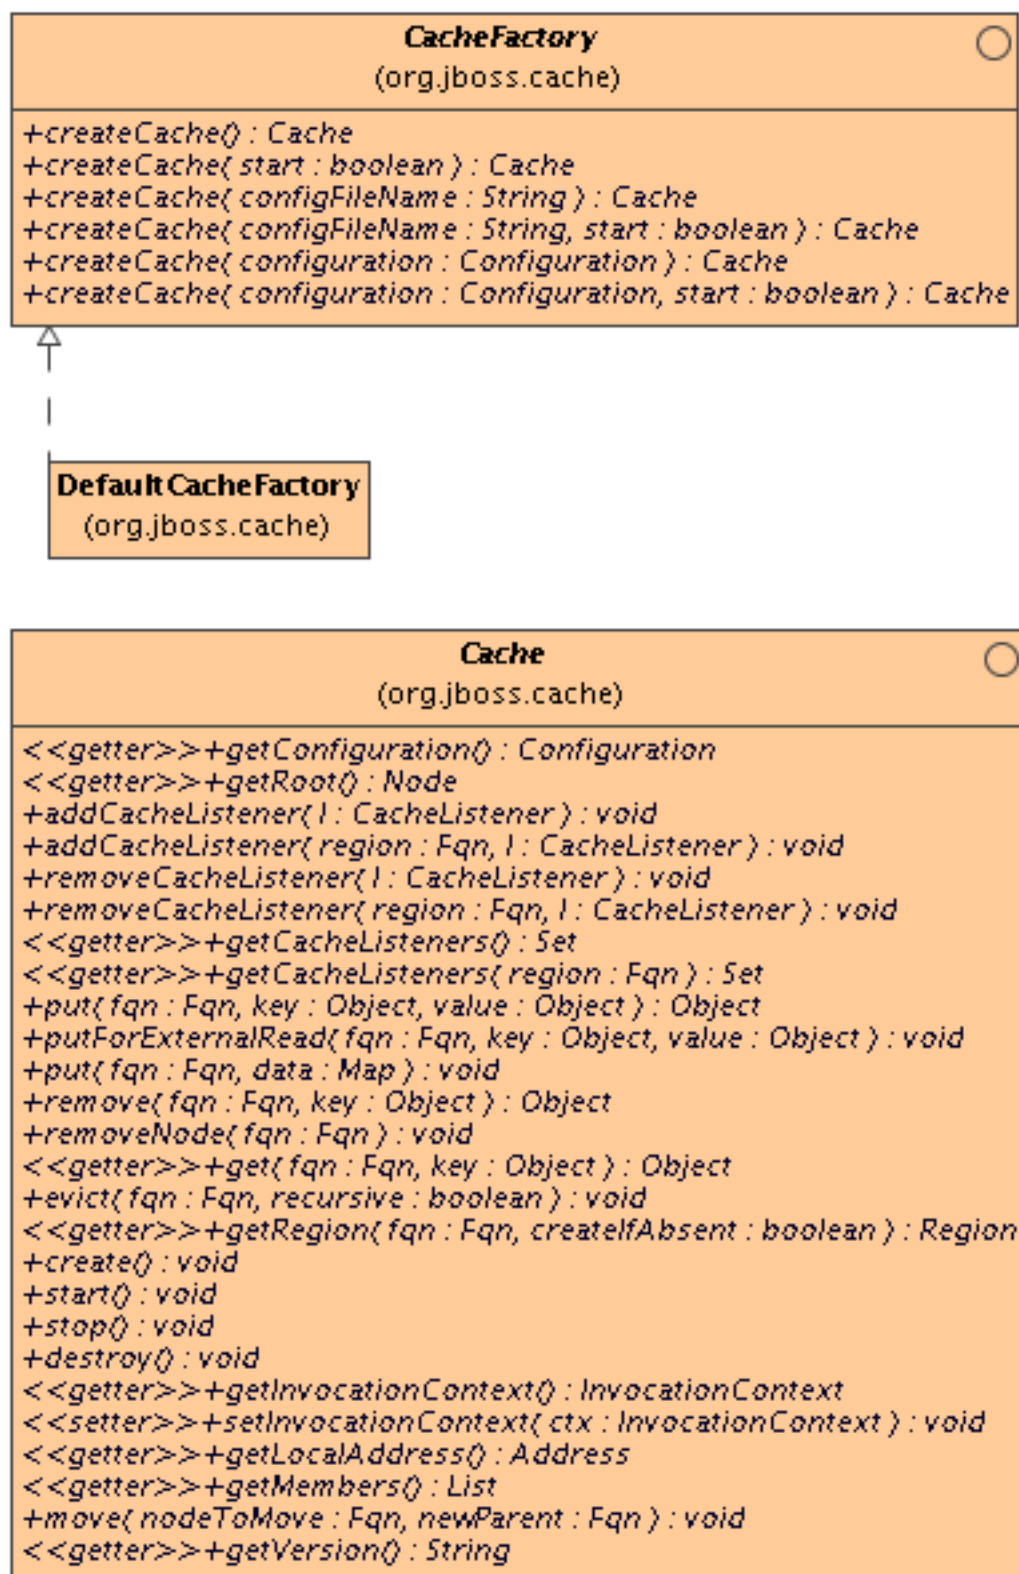 CacheFactory
(org.jboss.cache)
+createCache() : Cache
+createCache( start : boolean ) : Cache
+createCache( configFileName : String ) : Cache
+createCache( configFileName : String, start : boolean ) : Cache
+createCache( configuration : Configuration ) : Cache
+createCache( configuration : Configuration, start : boolean ) : Cache
DefaultCacheFactory
(org.jboss.cache)
Cache
(org.jboss.cache)
<<getter>>+getConfiguration() : Configuration
<<getter>>+getRoot() : Node
+addCacheListener( l : CacheListener ) : void
+addCacheListener( region : Fqn, l : CacheListener ) : void
+removeCacheListener( l : CacheListener ) : void
+removeCacheListener( region : Fqn, l : CacheListener ) : void
<<getter>>+getCacheListeners() : Set
<<getter>>+getCacheListeners( region : Fqn ) : Set
+put( fqn : Fqn, key : Object, value : Object ) : Object
+putForExternalRead( fqn : Fqn, key : Object, value : Object ) : void
+put( fqn : Fqn, data : Map ) : void
+remove( fqn : Fqn, key : Object ) : Object
+removeNode( fqn : Fqn ) : void
<<getter>>+get( fqn : Fqn, key : Object ) : Object
+evict( fqn : Fqn, recursive : boolean ) : void
<<getter>>+getRegion( fqn : Fqn, createIfAbsent : boolean ) : Region
+create() : void
+start() : void
+stop() : void
+destroy() : void
<<getter>>+getInvocationContext() : InvocationContext
<<setter>>+setInvocationContext( ctx : InvocationContext ) : void
<<getter>>+getLocalAddress() : Address
<<getter>>+getMembers() : List
+move( nodeToMove : Fqn, newParent : Fqn ) : void
<<getter>>+getVersion() : String